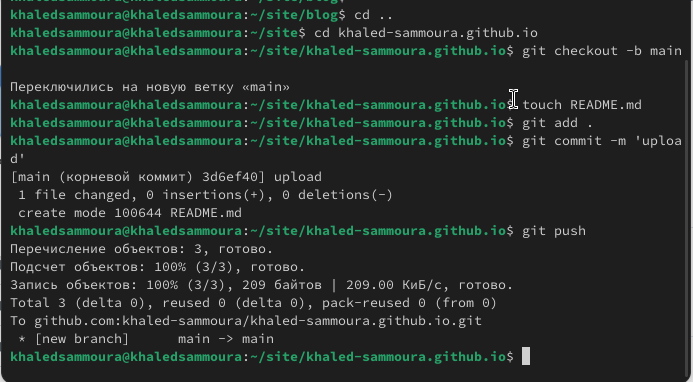 khaledsammoura@khaledsammoura:~/site/blog$ cd ..
khaledsammoura@khaledsammoura:~/site$ cd khaled-sammoura.github.io
khaledsammoura@khaledsammoura:~/site/khaled-sammoura.github.io$ git checkout -b main
Переключились на новую ветку «main»
khaledsammoura@khaledsammoura:~/site/khaled-sammoura.github.io$ touch README.md
khaledsammoura@khaledsammoura:~/site/khaled-sammoura.github.io$ git add .
khaledsammoura@khaledsammoura:~/site/khaled-sammoura.github.io$ git commit -m 'uploa
d'
[main (корневой коммит) 3d6ef40] upload
 1 file changed, 0 insertions(+), 0 deletions(-)
 create mode 100644 README.md
khaledsammoura@khaledsammoura:~/site/khaled-sammoura.github.io$ git push
Перечисление объектов: 3, готово.
Подсчет объектов: 100% (3/3), готово.
Запись объектов: 100% (3/3), 209 байтов | 209.00 КиБ/с, готово.
Total 3 (delta 0), reused 0 (delta 0), pack-reused 0 (from 0)
To github.com:khaled-sammoura/khaled-sammoura.github.io.git
 * [new branch]      main -> main
khaledsammoura@khaledsammoura:~/site/khaled-sammoura.github.io$